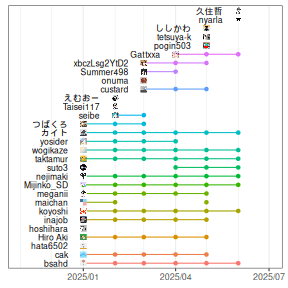 久住哲
nyarla
ししかわ
tetsuya-k
pogin503
Gattxxa
xbczLsg2YtD2
Summer498
onuma
custard
えむおー
Taisei117
seibe
つぱくろ
カイト
yosider
wogikaze
taktamur
suto3
nejimaki
Mijinko_SD
meganii
maichan
koyoshi
inajob
hoshihara
Hiro Aki
hata6502
cak
bsahd
2025/01
2025/04
2025/07